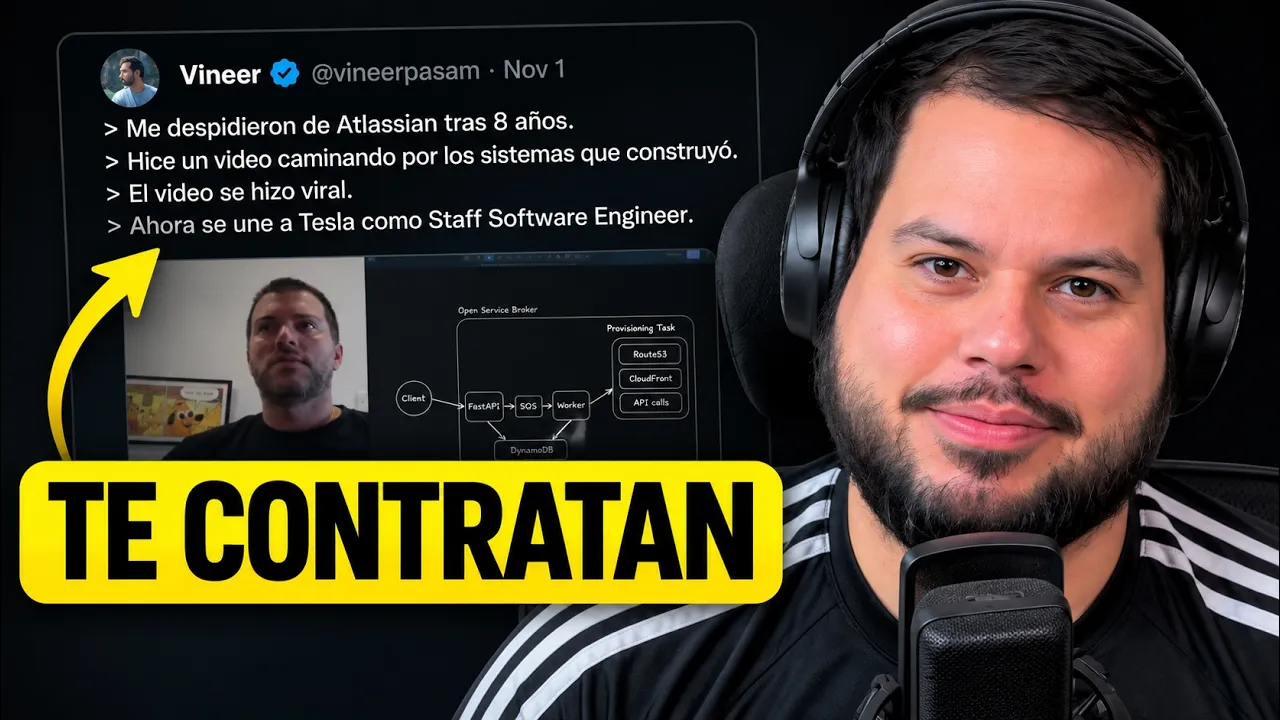 Vineer @vineerpasam · Nov 1
> Me despidieron de Atlassian tras 8 años.
> Hice un video caminando por los sistemas que construyó.
> El video se hizo viral.
> Ahora se une a Tesla como Staff Software Engineer.
Open Service Broker
Provisioning Task
Route53
CloudFront
API calls
Client
FastAPI
SQS
Worker
DynamoDB
TE CONTRATAN